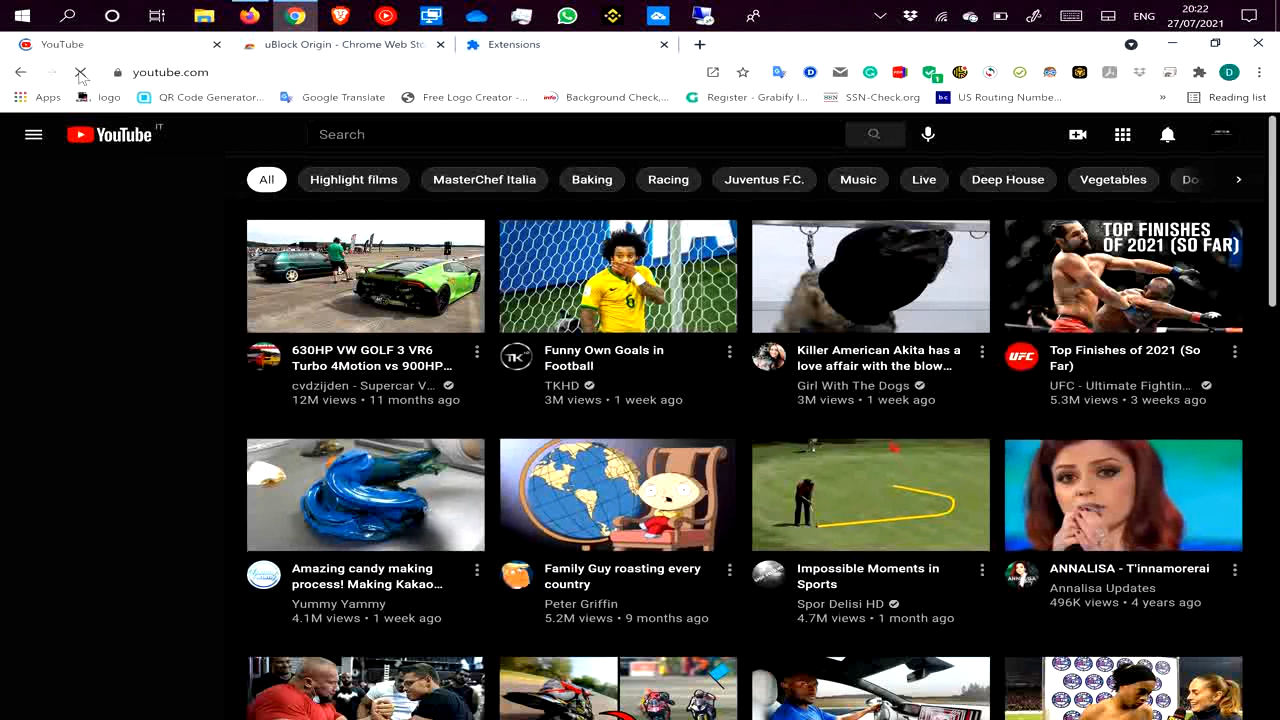 20:22
ENG
27/07/2021
YouTube
uBlock Origin - Chrome Web Sto
Extensions
youtube.com
D
1
D
Apps
logo
QR Code Generator...
Google Translate
Free Logo Creator -...
info
Background Check,...
Register - Grabify I...
SSN-Check.org
b:c
US Routing Numbe...
»
Reading list
YouTube IT
Search
All
Highlight films
MasterChef Italia
Baking
Racing
Juventus F.C.
Music
Live
Deep House
Vegetables
Do
TOP FINISHES
OF 2021 (SO FAR)
6
630HP VW GOLF 3 VR6
Turbo 4Motion vs 900HP...
cvdzijden - Supercar V...
12M views • 11 months ago
TK
Funny Own Goals in
Football
TKHD
3M views • 1 week ago
Killer American Akita has a
love affair with the blow...
Girl With The Dogs
3M views • 1 week ago
UFC
Top Finishes of 2021 (So
Far)
UFC - Ultimate Fightin...
5.3M views • 3 weeks ago
Amazing candy making
process! Making Kakao...
Yummy Yammy
4.1M views • 1 week ago
Family Guy roasting every
country
Peter Griffin
5.2M views • 9 months ago
Impossible Moments in
Sports
Spor Delisi HD
4.7M views • 1 month ago
ANNALISA
ANNALISA - T'innamorerai
Annalisa Updates
496K views • 4 years ago